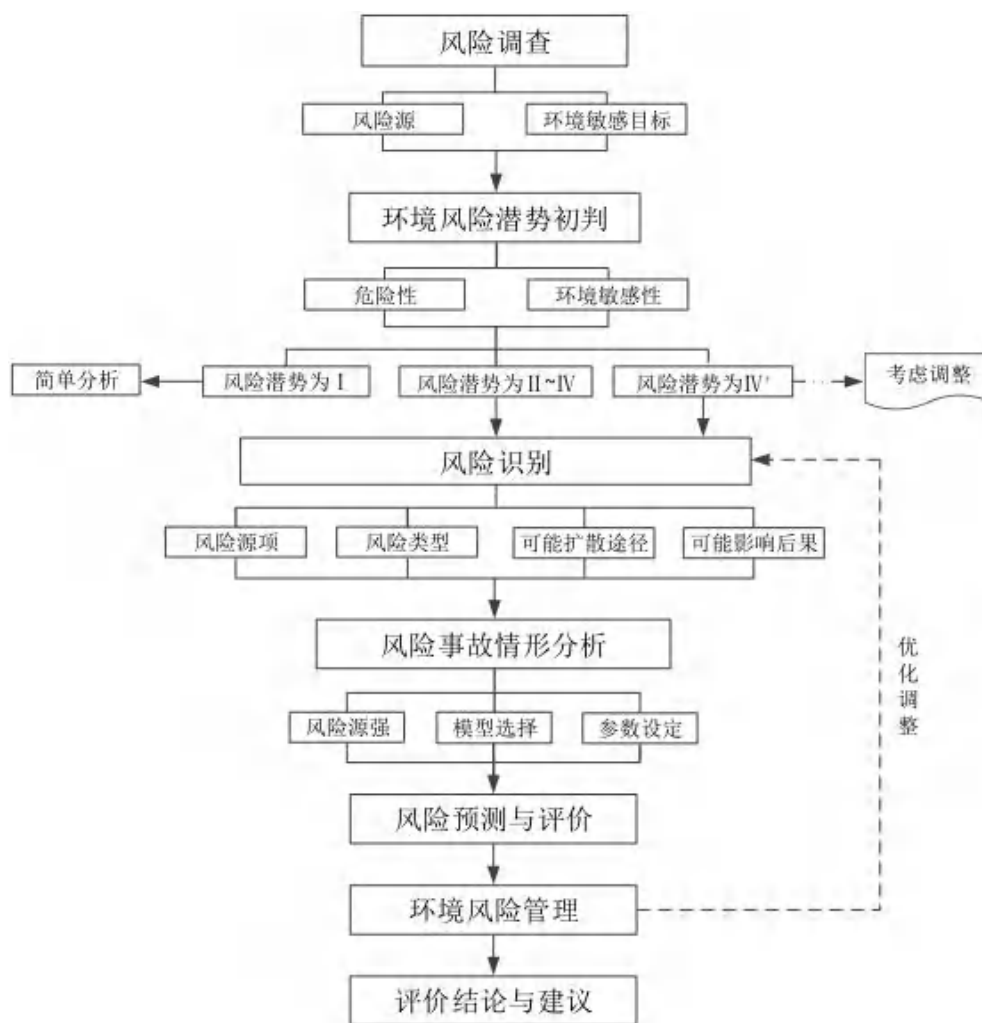 风险调查
风险源
环境敏感目标
环境风险潜势初判
危险性
环境敏感性
简单分析
风险潜势为Ⅰ
风险潜势为Ⅱ~Ⅳ
风险潜势为Ⅳ⁺
考虑调整
风险识别
风险源项
风险类型
可能扩散途径
可能影响后果
风险事故情形分析
风险源强
模型选择
参数设定
优化调整
风险预测与评价
环境风险管理
评价结论与建议